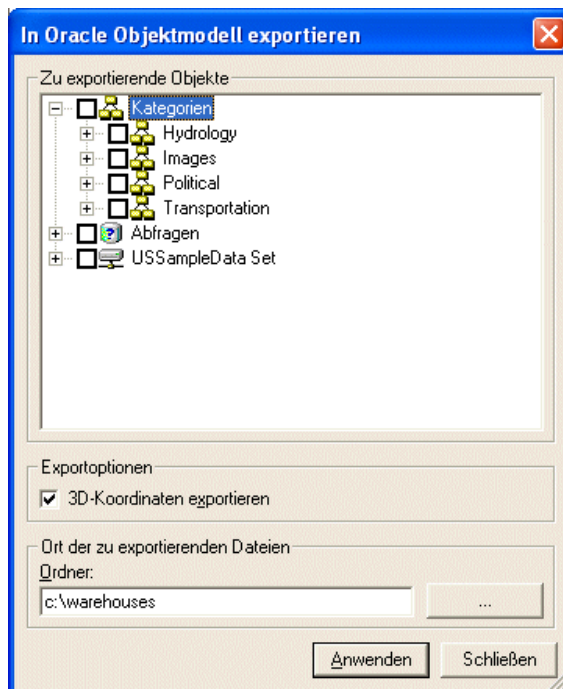 In Oracle Objektmodell exportieren
Zu exportierende Objekte
Kategorien
Hydrology
Images
Political
Transportation
Abfragen
USSampleData Set
Exportoptionen
3D-Koordinaten exportieren
Ort der zu exportierenden Dateien
Ordner:
c:\warehouses
...
Anwenden
Schließen